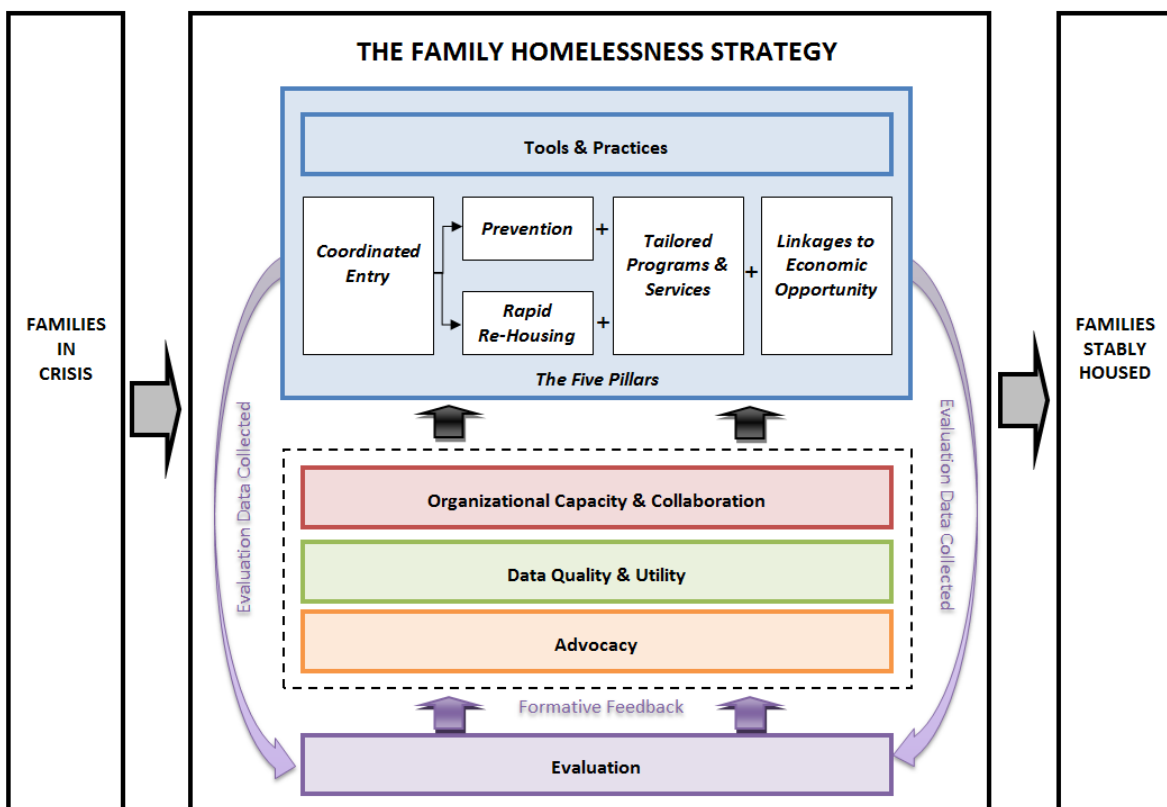 THE FAMILY HOMELESSNESS STRATEGY
FAMILIES
IN
CRISIS
Tools & Practices
Coordinated
Entry
Prevention
+
Rapid
Re-Housing
+
Tailored
Programs &
Services
+
Linkages to
Economic
Opportunity
The Five Pillars
Evaluation Data Collected
Organizational Capacity & Collaboration
Data Quality & Utility
Advocacy
Formative Feedback
Evaluation
Evaluation Data Collected
FAMILIES
STABLY
HOUSED